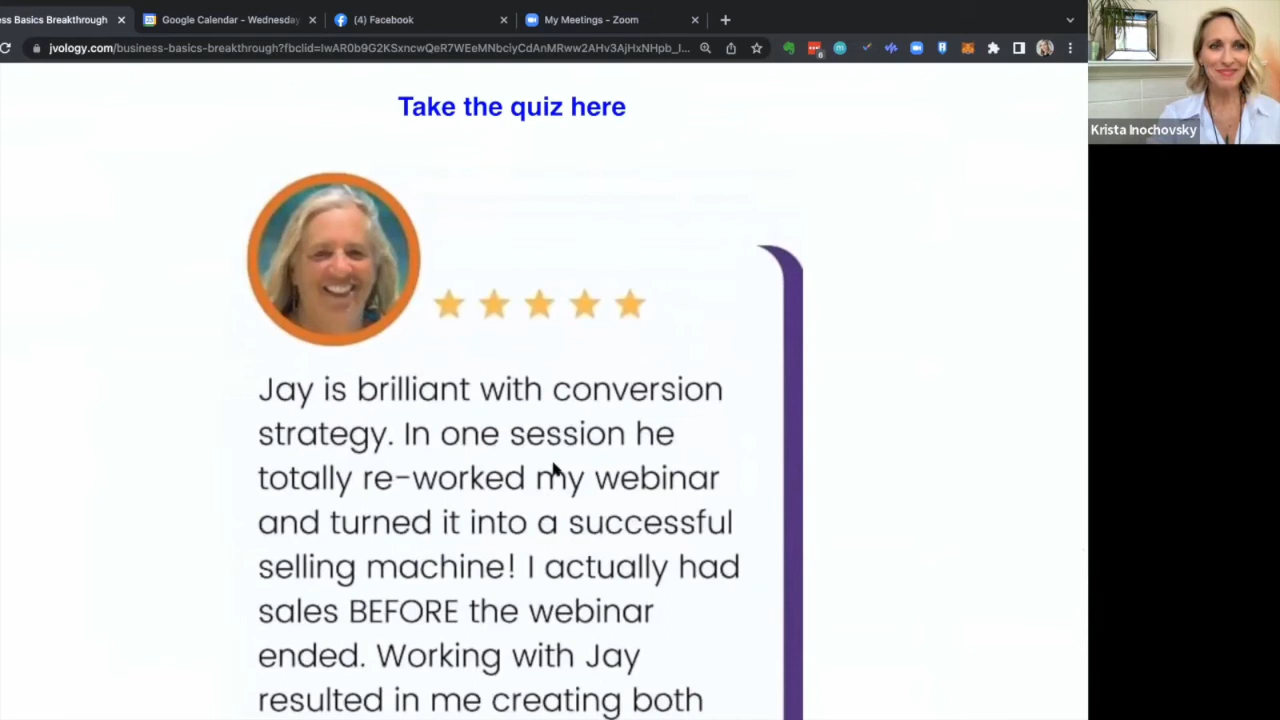 ess Basics Breakthrough
Google Calendar - Wednesday
(4) Facebook
My Meetings - Zoom
jvology.com/business-basics-breakthrough?fbclid=IwAR0b9G2KSxncwQeR7WEeMNbciyCdAnMRww2AHv3AjHxNHpb_I...
6
Krista Inochovsky
Take the quiz here
Jay is brilliant with conversion
strategy. In one session he
totally re-worked my webinar
and turned it into a successful
selling machine! I actually had
sales BEFORE the webinar
ended. Working with Jay
resulted in me creating both